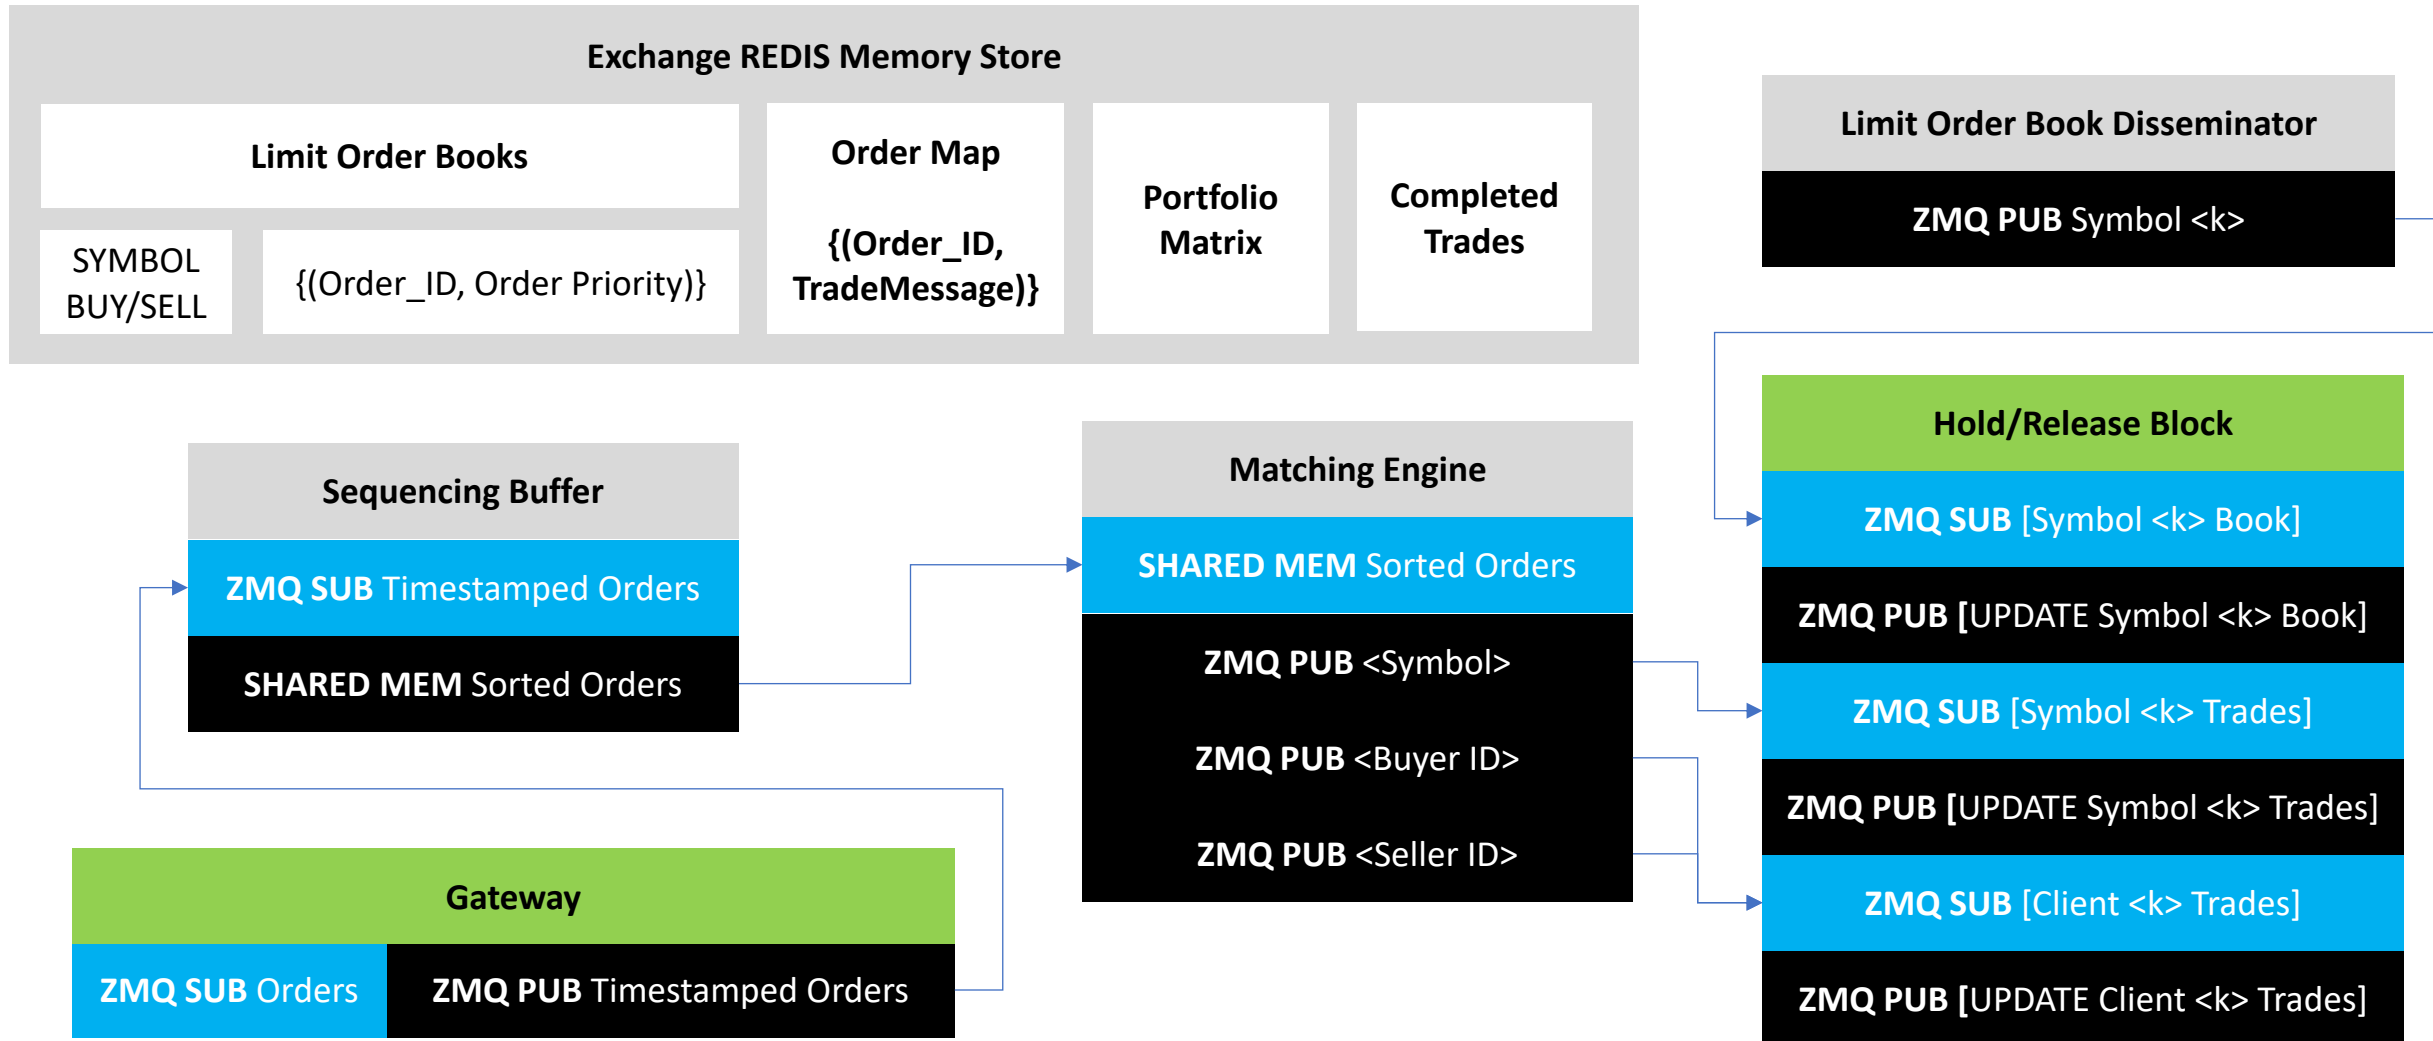 Exchange REDIS Memory Store
Limit Order Books
SYMBOL
BUY/SELL
{(Order_ID, Order Priority)}
Order Map
{(Order_ID,
TradeMessage)}
Portfolio
Matrix
Completed
Trades
Limit Order Book Disseminator
ZMQ PUB Symbol <k>
Sequencing Buffer
ZMQ SUB Timestamped Orders
SHARED MEM Sorted Orders
Matching Engine
SHARED MEM Sorted Orders
ZMQ PUB <Symbol>
ZMQ PUB <Buyer ID>
ZMQ PUB <Seller ID>
Hold/Release Block
ZMQ SUB [Symbol <k> Book]
ZMQ PUB [UPDATE Symbol <k> Book]
ZMQ SUB [Symbol <k> Trades]
ZMQ PUB [UPDATE Symbol <k> Trades]
ZMQ SUB [Client <k> Trades]
ZMQ PUB [UPDATE Client <k> Trades]
Gateway
ZMQ SUB Orders
ZMQ PUB Timestamped Orders